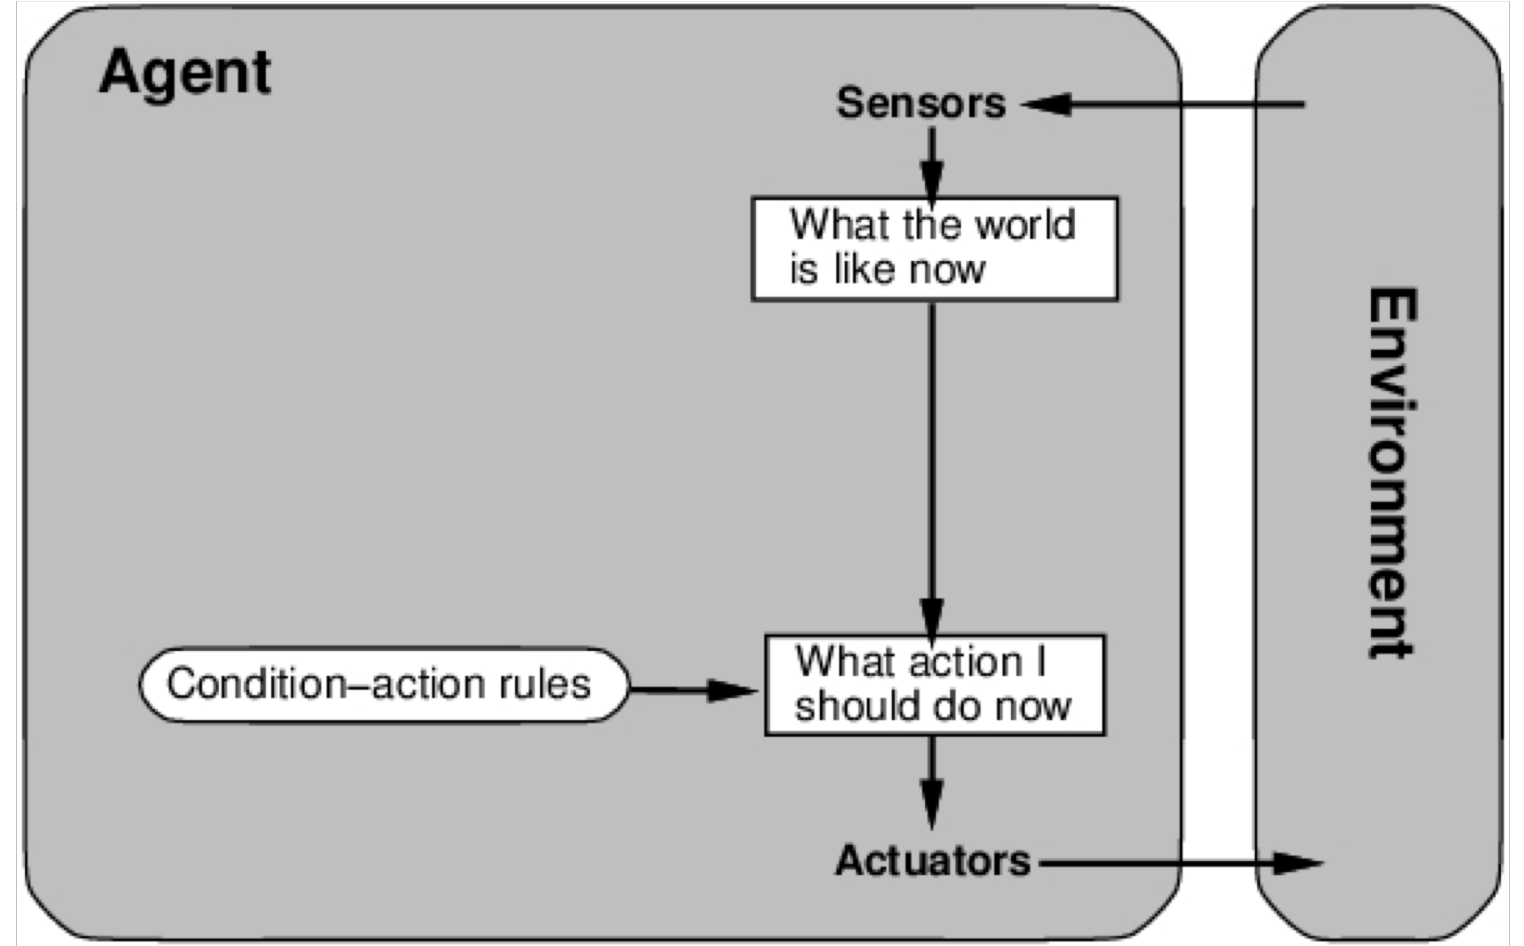 Agent
Sensors
What the world
is like now
Environment
Condition–action rules
What action I
should do now
Actuators